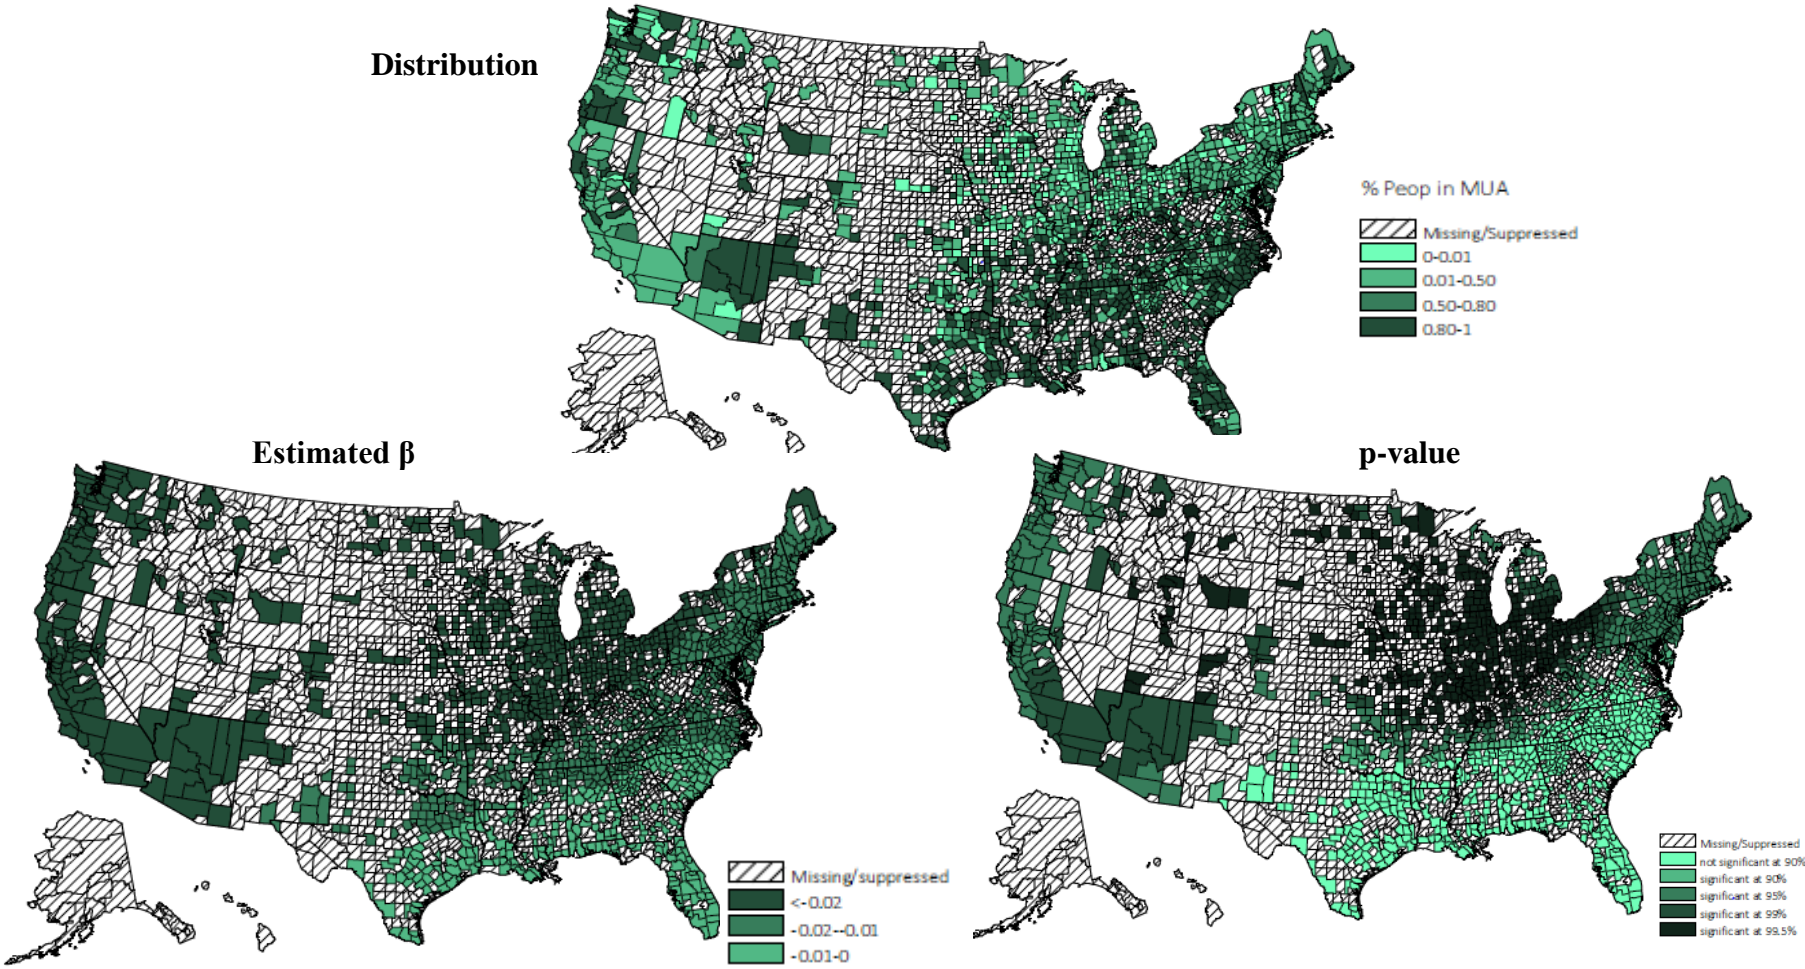 Distribution
% Peop in MUA
Missing/Suppressed
0-0.01
0.01-0.50
0.50-0.80
0.80-1
Estimated β
p-value
Missing/suppressed
<-0.02
-0.02--0.01
-0.01-0
Missing/Suppressed
not significant at 90%
significant at 90%
significant at 95%
significant at 99%
significant at 99.5%